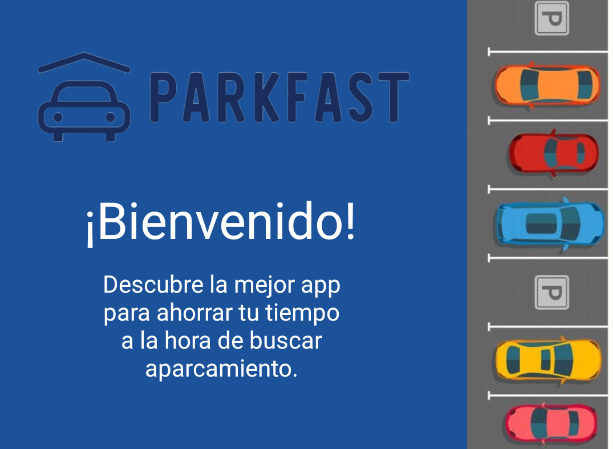 P
PARKFAST
¡Bienvenido!
Descubre la mejor app
para ahorrar tu tiempo
a la hora de buscar
aparcamiento.
P